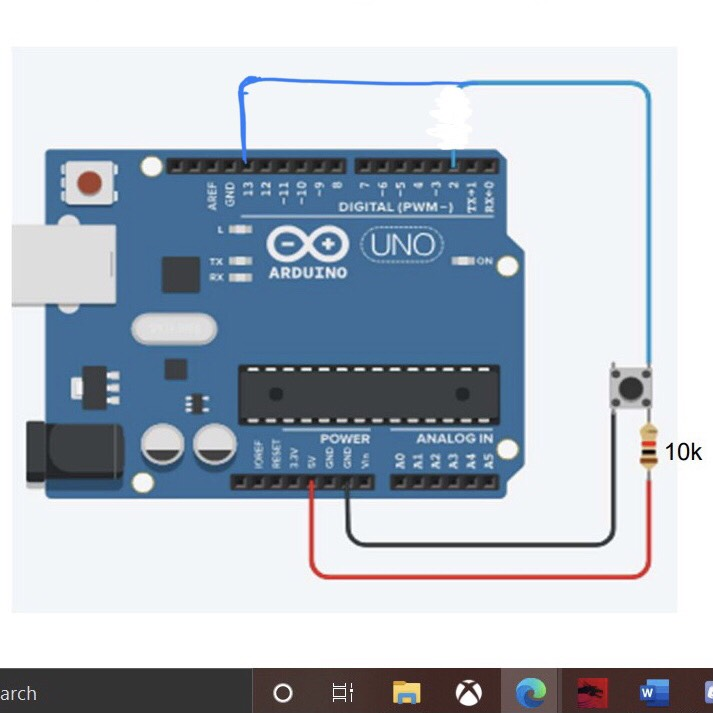 AREF
GND
13
12
~11
~10
~9
8
7
~6
~5
4
~3
2
TX→1
RX←0
DIGITAL (PWM~)
L
TX
RX
ARDUINO
UNO
ON
POWER
ANALOG IN
IOREF
RESET
3.3V
5V
GND
GND
Vin
A0
A1
A2
A3
A4
A5
10k
arch
W